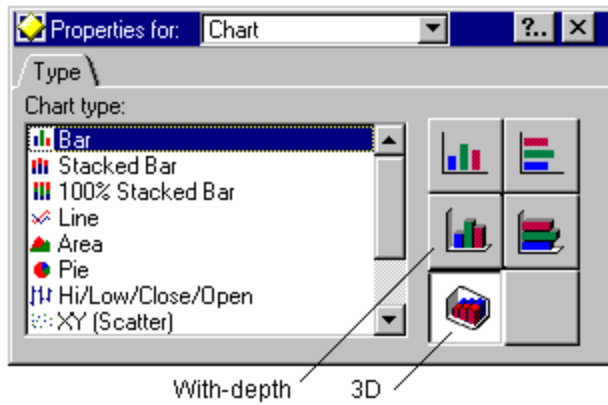 Properties for: Chart ?..
Type
Chart type:
Bar
Stacked Bar
100% Stacked Bar
Line
Area
Pie
Hi/Low/Close/Open
XY (Scatter)
With-depth 3D